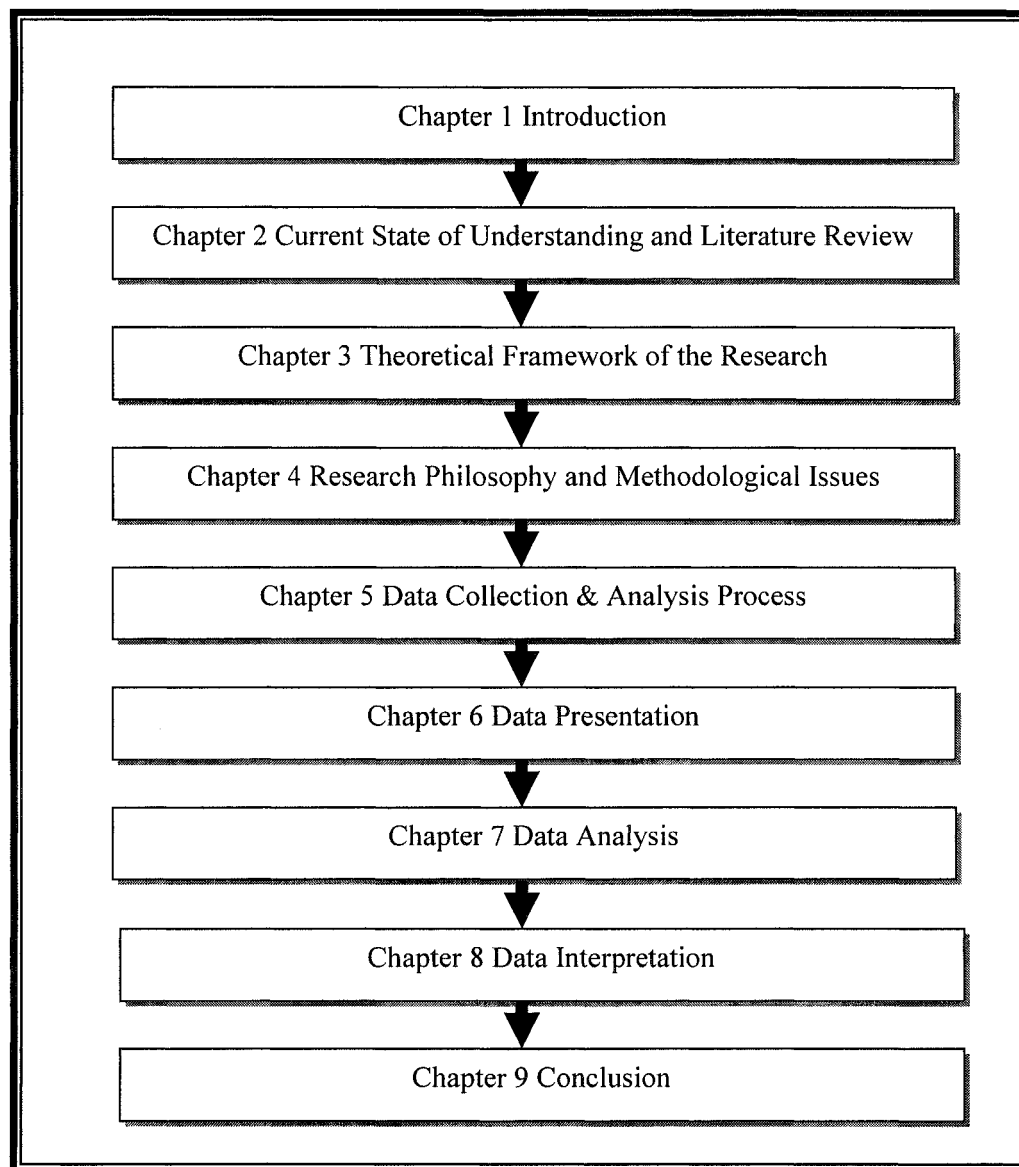 Chapter 1 Introduction
Chapter 2 Current State of Understanding and Literature Review
Chapter 3 Theoretical Framework of the Research
Chapter 4 Research Philosophy and Methodological Issues
Chapter 5 Data Collection & Analysis Process
Chapter 6 Data Presentation
Chapter 7 Data Analysis
Chapter 8 Data Interpretation
Chapter 9 Conclusion